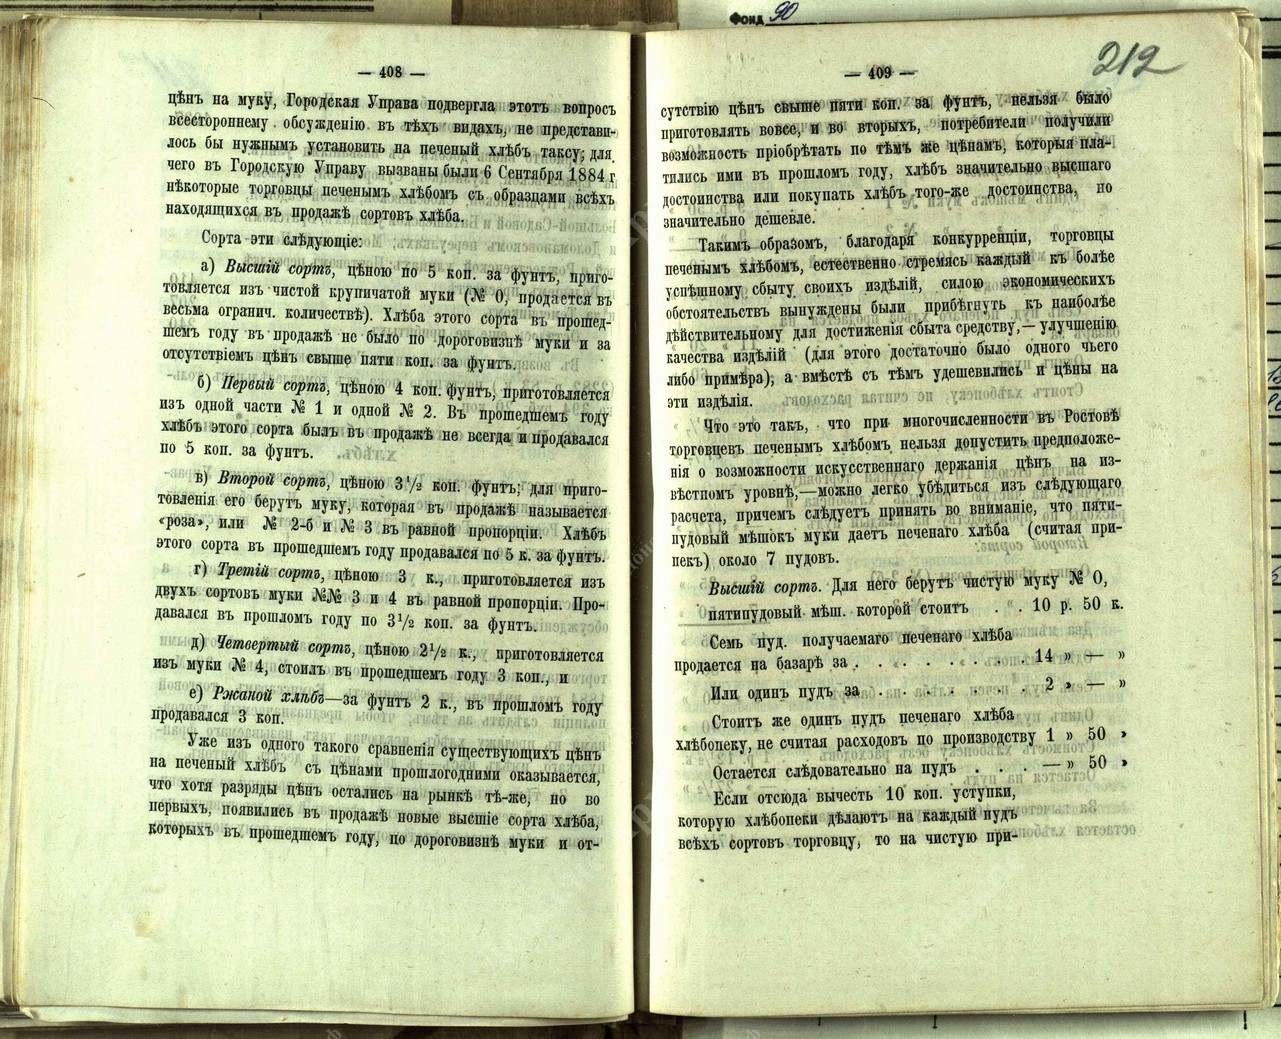 Фонд 90
212
— 408 —
цѣнъ на муку, Городская Управа подвергла этотъ вопросъ
всестороннему обсужденію въ тѣхъ видахъ, не представи-
лось бы нужнымъ установить на печеный хлѣбъ таксу; для
чего въ Городскую Управу вызваны были 6 Сентября 1884 г
нѣкоторые торговцы печенымъ хлѣбомъ съ образцами всѣхъ
находящихся въ продажѣ сортовъ хлѣба.
Сорта эти слѣдующіе:
а) Высшій сортъ, цѣною по 5 коп. за фунтъ, приго-
товляется изъ чистой крупичатой муки (№ 0, продается въ
весьма огранич. количествѣ). Хлѣба этого сорта въ прошед-
шемъ году въ продажѣ не было по дороговизнѣ муки и за
отсутствіемъ цѣнъ свыше пяти коп. за фунтъ.
б) Первый сортъ, цѣною 4 коп. фунтъ, приготовляется
изъ одной части № 1 и одной № 2. Въ прошедшемъ году
хлѣбъ этого сорта былъ въ продажѣ не всегда и продавался
по 5 коп. за фунтъ.
в) Второй сортъ, цѣною 3½ коп. фунтъ; для приго-
товленія его берутъ муку, которая въ продажѣ называется
«роза», или № 2-б и № 3 въ равной пропорціи. Хлѣбъ
этого сорта въ прошедшемъ году продавался по 5 к. за фунтъ.
г) Третій сортъ, цѣною 3 к., приготовляется изъ
двухъ сортовъ муки №№ 3 и 4 въ равной пропорціи. Про-
давался въ прошломъ году по 3½ коп. за фунтъ.
д) Четвертый сортъ, цѣною 2½ к., приготовляется
изъ муки № 4, стоилъ въ прошедшемъ году 3 коп., и
е) Ржаной хлѣбъ—за фунтъ 2 к., въ прошломъ году
продавался 3 коп.
Уже изъ одного такого сравненія существующихъ цѣнъ
на печеный хлѣбъ съ цѣнами прошлогодними оказывается,
что хотя разряды цѣнъ остались на рынкѣ тѣ-же, но во
первыхъ, появились въ продажѣ новые высшіе сорта хлѣба,
которыхъ въ прошедшемъ году, по дороговизнѣ муки и от-
— 409 —
сутствію цѣнъ свыше пяти коп. за фунтъ, нельзя было
приготовлять вовсе, и во вторыхъ, потребители получили
возможность пріобрѣтать по тѣмъ же цѣнамъ, которыя пла-
тились ими въ прошломъ году, хлѣбъ значительно высшаго
достоинства или покупать хлѣбъ того-же достоинства, но
значительно дешевле.
Такимъ образомъ, благодаря конкурренціи, торговцы
печенымъ хлѣбомъ, естественно стремясь каждый къ болѣе
успѣшному сбыту своихъ издѣлій, силою экономическихъ
обстоятельствъ вынуждены были прибѣгнуть къ наиболѣе
дѣйствительному для достиженія сбыта средству,— улучшенію
качества издѣлій (для этого достаточно было одного чьего
либо примѣра), а вмѣстѣ съ тѣмъ удешевились и цѣны на
эти издѣлія.
Что это такъ, что при многочисленности въ Ростовѣ
торговцевъ печенымъ хлѣбомъ нельзя допустить предположе-
нія о возможности искусственнаго держанія цѣнъ на из-
вѣстномъ уровнѣ,—можно легко убѣдиться изъ слѣдующаго
расчета, причемъ слѣдуетъ принять во вниманіе, что пяти-
пудовый мѣшокъ муки даетъ печенаго хлѣба (считая при-
пекъ) около 7 пудовъ.
Высшій сортъ. Для него берутъ чистую муку № 0,
пятипудовый мѣш. которой стоитъ . . 10 р. 50 к.
Семь пуд. получаемаго печенаго хлѣба
продается на базарѣ за . . . . . . . . 14 » — »
Или одинъ пудъ за . . . . . . . 2 » — »
Стоитъ же одинъ пудъ печенаго хлѣба
хлѣбопеку, не считая расходовъ по производству 1 » 50 »
Остается слѣдовательно на пудъ . . . — » 50 »
Если отсюда вычесть 10 коп. уступки,
которую хлѣбопеки дѣлаютъ на каждый пудъ
всѣхъ сортовъ торговцу, то на чистую при-